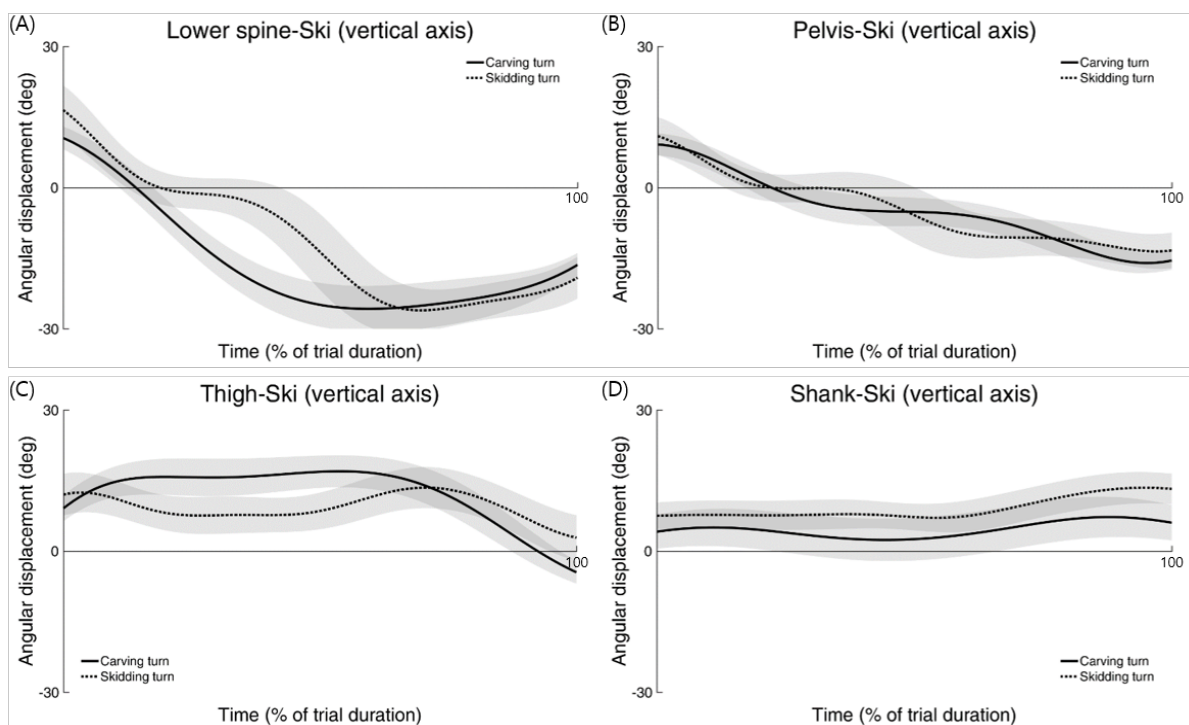 (A)
Lower spine-Ski (vertical axis)
30
Carving turn
Skidding turn
Angular displacement (deg)
0
100
-30
Time (% of trial duration)
(B)
Pelvis-Ski (vertical axis)
30
Carving turn
Skidding turn
Angular displacement (deg)
0
100
-30
Time (% of trial duration)
(C)
Thigh-Ski (vertical axis)
30
Angular displacement (deg)
0
100
Carving turn
Skidding turn
-30
Time (% of trial duration)
(D)
Shank-Ski (vertical axis)
30
Angular displacement (deg)
0
100
Carving turn
Skidding turn
-30
Time (% of trial duration)